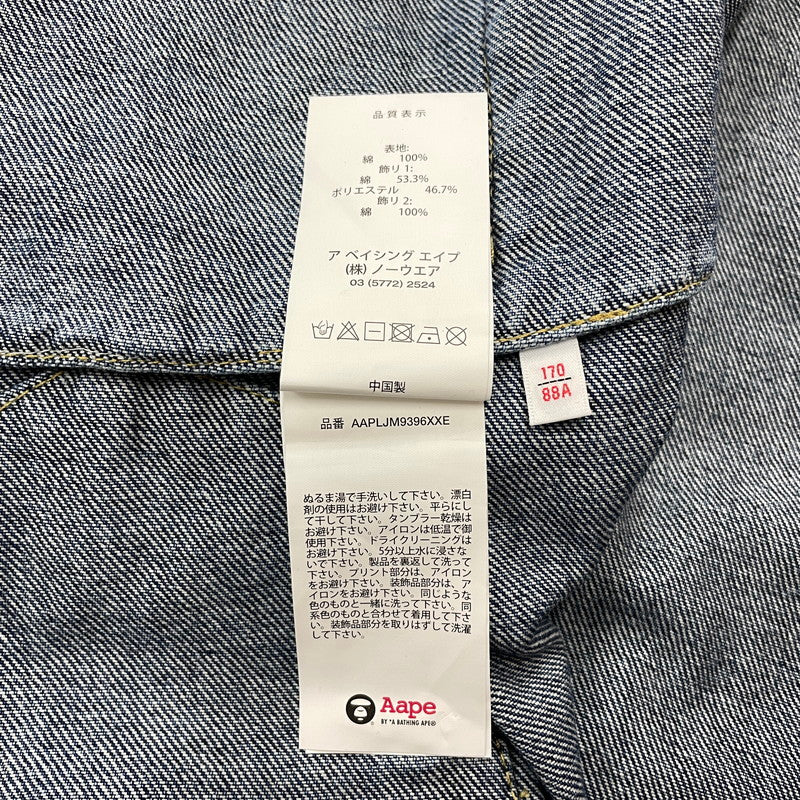 品質表示
表地:
綿 100%
飾り1:
綿 53.3%
ポリエステル 46.7%
飾り2:
綿 100%
ア ベイシング エイプ
(株) ノーウエア
03 (5772) 2524
中国製
170
88A
品番 AAPLJM9396XXE
ぬるま湯で手洗いして下さい。漂白
剤の使用はお避け下さい。平らにし
て干して下さい。タンブラー乾燥は
お避け下さい。アイロンは低温で御
使用下さい。ドライクリーニングは
お避け下さい。5分以上水に浸さな
いで下さい。製品を裏返して洗って
下さい。プリント部分は、アイロン
をお避け下さい。装飾品部分は、ア
イロンをお避け下さい。同じような
色のものと一緒に洗って下さい。同
系色のものと合わせて着用して下さ
い。装飾品部分を取りはずして洗濯
して下さい。
Aape
BY *A BATHING APE®